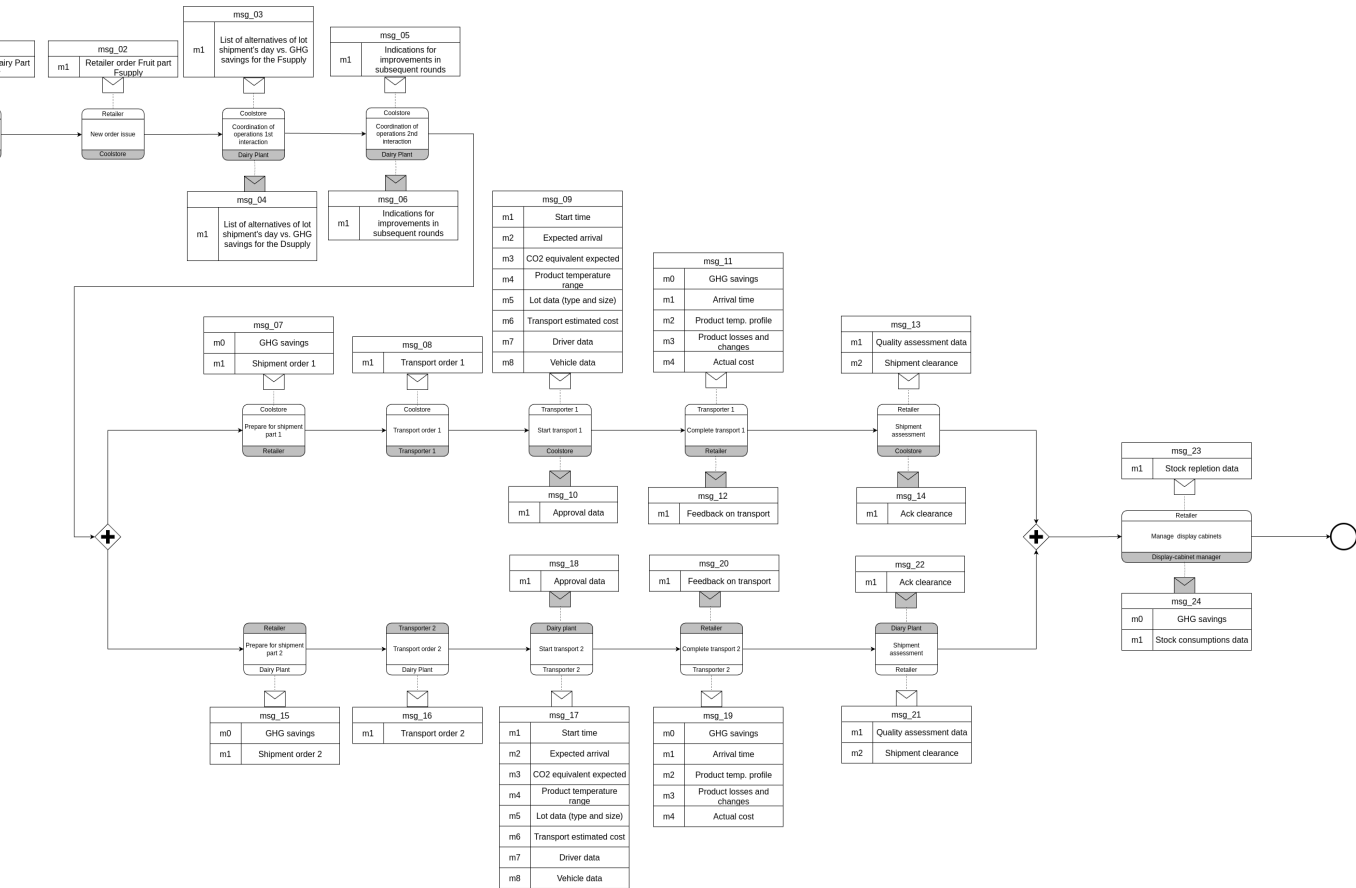 msg_03
m1
List of alternatives of lot
shipment's day vs. GHG
savings for the Fsupply
msg_05
m1
Indications for
improvements in
subsequent rounds
airy Part
msg_02
m1
Retailer order Fruit part
Fsupply
Retailer
New order issue
Coolstore
Coolstore
Coordination of
operations 1st
interaction
Dairy Plant
Coolstore
Coordination of
operations 2nd
interaction
Dairy Plant
msg_04
m1
List of alternatives of lot
shipment's day vs. GHG
savings for the Dsupply
msg_06
m1
Indications for
improvements in
subsequent rounds
msg_09
m1 Start time
m2 Expected arrival
m3 CO2 equivalent expected
m4 Product temperature
range
m5 Lot data (type and size)
m6 Transport estimated cost
m7 Driver data
m8 Vehicle data
msg_11
m0 GHG savings
m1 Arrival time
m2 Product temp. profile
m3 Product losses and
changes
m4 Actual cost
msg_07
m0 GHG savings
m1 Shipment order 1
msg_08
m1 Transport order 1
msg_13
m1 Quality assessment data
m2 Shipment clearance
Coolstore
Prepare for shipment
part 1
Retailer
Coolstore
Transport order 1
Transporter 1
Transporter 1
Start transport 1
Coolstore
Transporter 1
Complete transport 1
Retailer
Retailer
Shipment
assessment
Coolstore
msg_10
m1 Approval data
msg_12
m1 Feedback on transport
msg_14
m1 Ack clearance
msg_23
m1 Stock repletion data
Retailer
Manage display cabinets
Display-cabinet manager
msg_24
m0 GHG savings
m1 Stock consumptions data
msg_18
m1 Approval data
msg_20
m1 Feedback on transport
msg_22
m1 Ack clearance
Retailer
Prepare for shipment
part 2
Dairy Plant
Transporter 2
Transport order 2
Dairy Plant
Dairy plant
Start transport 2
Transporter 2
Retailer
Complete transport 2
Transporter 2
Diary Plant
Shipment
assessment
Retailer
msg_15
m0 GHG savings
m1 Shipment order 2
msg_16
m1 Transport order 2
msg_17
m1 Start time
m2 Expected arrival
m3 CO2 equivalent expected
m4 Product temperature
range
m5 Lot data (type and size)
m6 Transport estimated cost
m7 Driver data
m8 Vehicle data
msg_19
m0 GHG savings
m1 Arrival time
m2 Product temp. profile
m3 Product losses and
changes
m4 Actual cost
msg_21
m1 Quality assessment data
m2 Shipment clearance